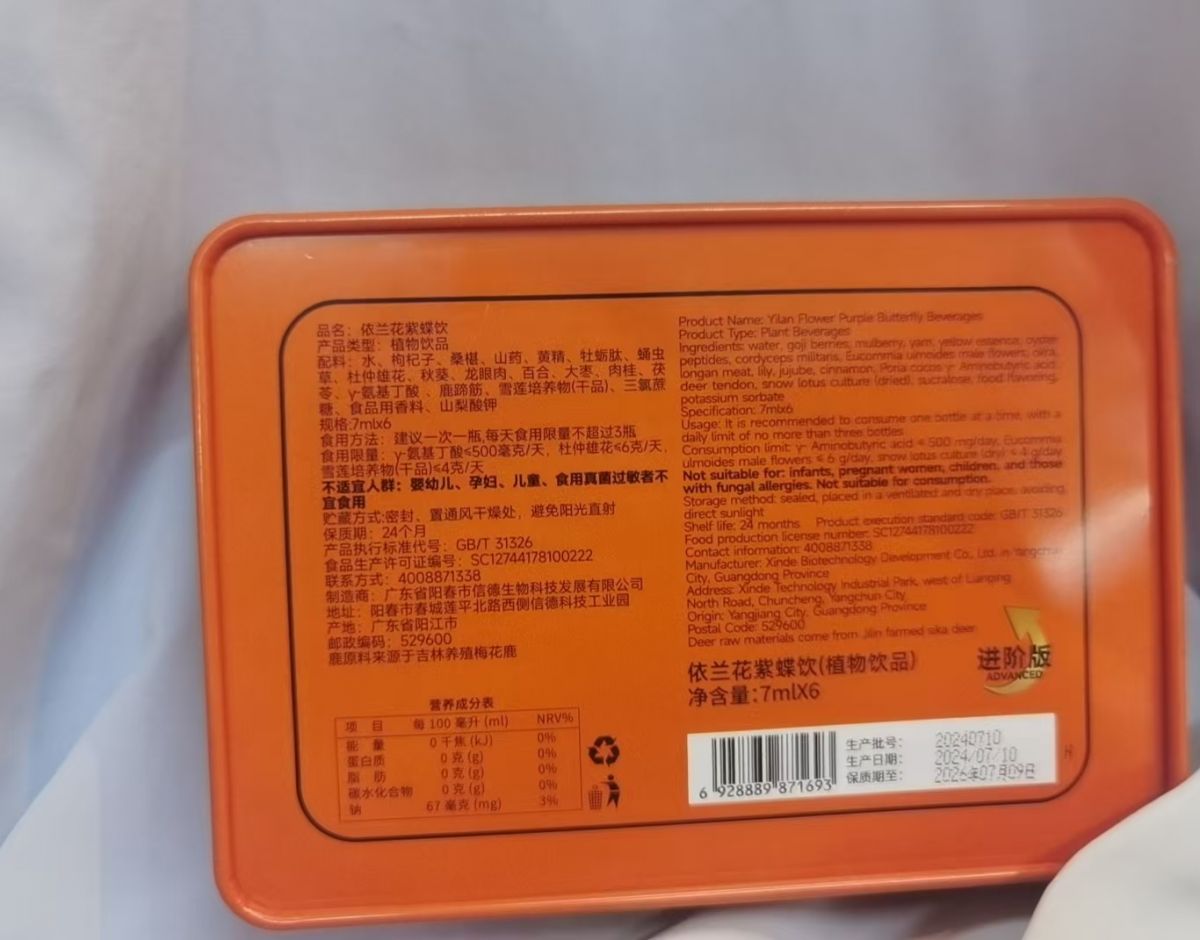 品名：依兰花紫蝶饮
产品类型：植物饮品
配料：水、枸杞子、桑椹、山药、黄精、牡蛎肽、蛹虫
草、杜仲雄花、秋葵、龙眼肉、百合、大枣、肉桂、茯
苓、γ-氨基丁酸、鹿蹄筋、雪莲培养物(干品)、三氯蔗
糖、食品用香料、山梨酸钾
规格:7mlx6
食用方法：建议一次一瓶,每天食用限量不超过3瓶
食用限量：γ-氨基丁酸≤500毫克/天，杜仲雄花≤6克/天，
雪莲培养物(干品)≤4克/天
不适宜人群：婴幼儿、孕妇、儿童、食用真菌过敏者不
宜食用
贮藏方式:密封、置通风干燥处，避免阳光直射
保质期：24个月
产品执行标准代号：GB/T 31326
食品生产许可证编号：SC12744178100222
联系方式：4008871338
制造商：广东省阳春市信德生物科技发展有限公司
地址：阳春市春城莲平北路西侧信德科技工业园
产地：广东省阳江市
邮政编码：529600
鹿原料来源于吉林养殖梅花鹿
营养成分表
项 目 每 100 毫升 (ml) NRV%
能 量 0 千焦 (kJ) 0%
蛋白质 0 克 (g) 0%
脂 肪 0 克 (g) 0%
碳水化合物 0 克 (g) 0%
钠 67 毫克 (mg) 3%
Product Name: Yilan Flower Purple Butterfly Beverages
Product Type: Plant Beverages
Ingredients: water, goji berries, mulberry, yam, yellow essence, oyster
peptides, cordyceps militaris, Eucommia ulmoides male flowers, okra,
longan meat, lily, jujube, cinnamon, Poria cocos γ- Aminobutyric acid,
deer tendon, snow lotus culture (dried), sucralose, food flavoring,
potassium sorbate
Specification: 7mlx6
Usage: It is recommended to consume one bottle at a time, with a
daily limit of no more than three bottles
Consumption limit: γ- Aminobutyric acid ≤ 500 mg/day, Eucommia
ulmoides male flowers ≤ 6 g/day, snow lotus culture (dry) ≤ 4 g/day
Not suitable for: infants, pregnant women, children, and those
with fungal allergies. Not suitable for consumption.
Storage method: sealed, placed in a ventilated and dry place, avoiding
direct sunlight
Shelf life: 24 months Product execution standard code: GB/T 31326
Food production license number: SC12744178100222
Contact information: 4008871338
Manufacturer: Xinde Biotechnology Development Co., Ltd. in Yangchun
City, Guangdong Province
Address: Xinde Technology Industrial Park, west of Lianping
North Road, Chuncheng, Yangchun City
Origin: Yangjiang City, Guangdong Province
Postal Code: 529600
Deer raw materials come from Jilin farmed sika deer
依兰花紫蝶饮(植物饮品)
净含量:7mlX6
进阶版
ADVANCED
6 928889 871693
生产批号： 20240710
生产日期： 2024/07/10
保质期至： 2026年07月09日